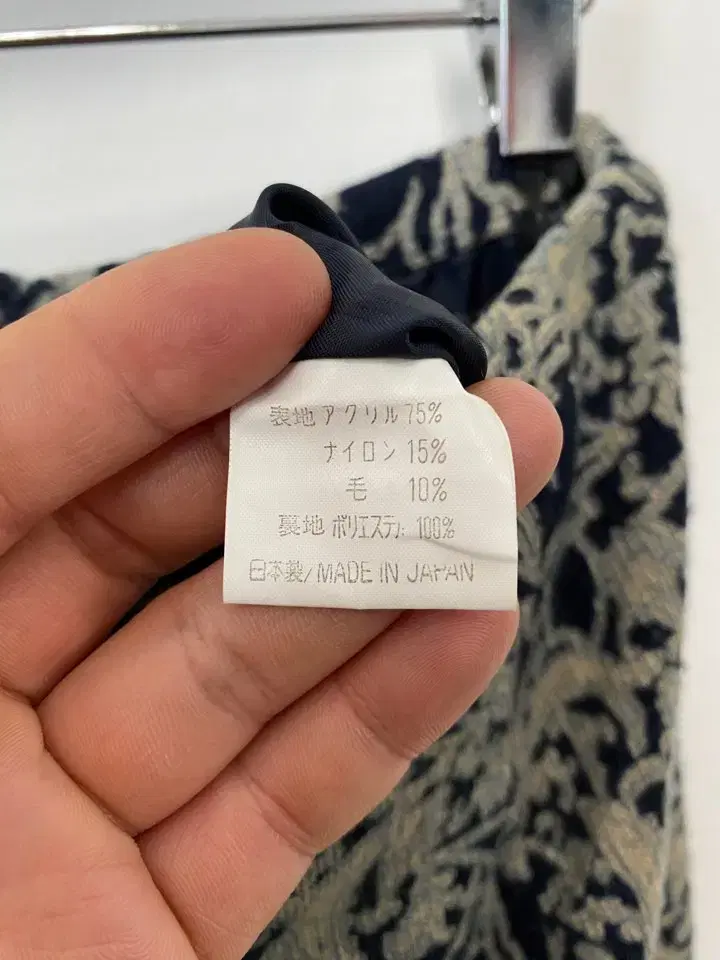 表地 アクリル 75%
ナイロン 15%
毛 10%
裏地 ポリエステル 100%
日本製/MADE IN JAPAN